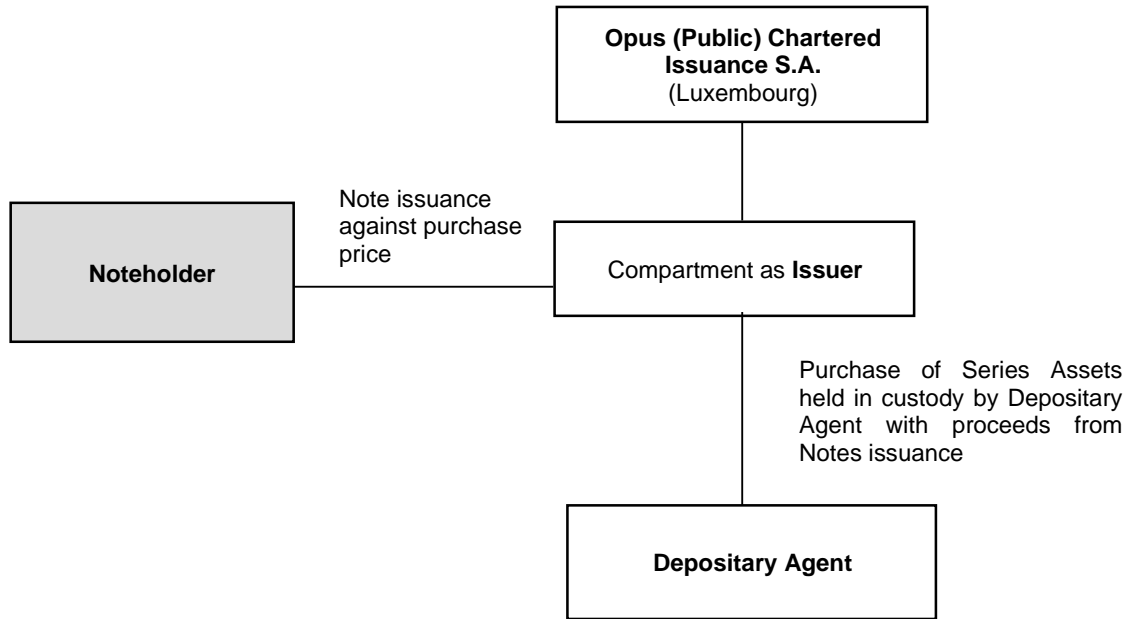 Opus (Public) Chartered
Issuance S.A.
(Luxembourg)
Note issuance
against purchase
price
Noteholder
Compartment as Issuer
Purchase of Series Assets
held in custody by Depositary
Agent with proceeds from
Notes issuance
Depositary Agent